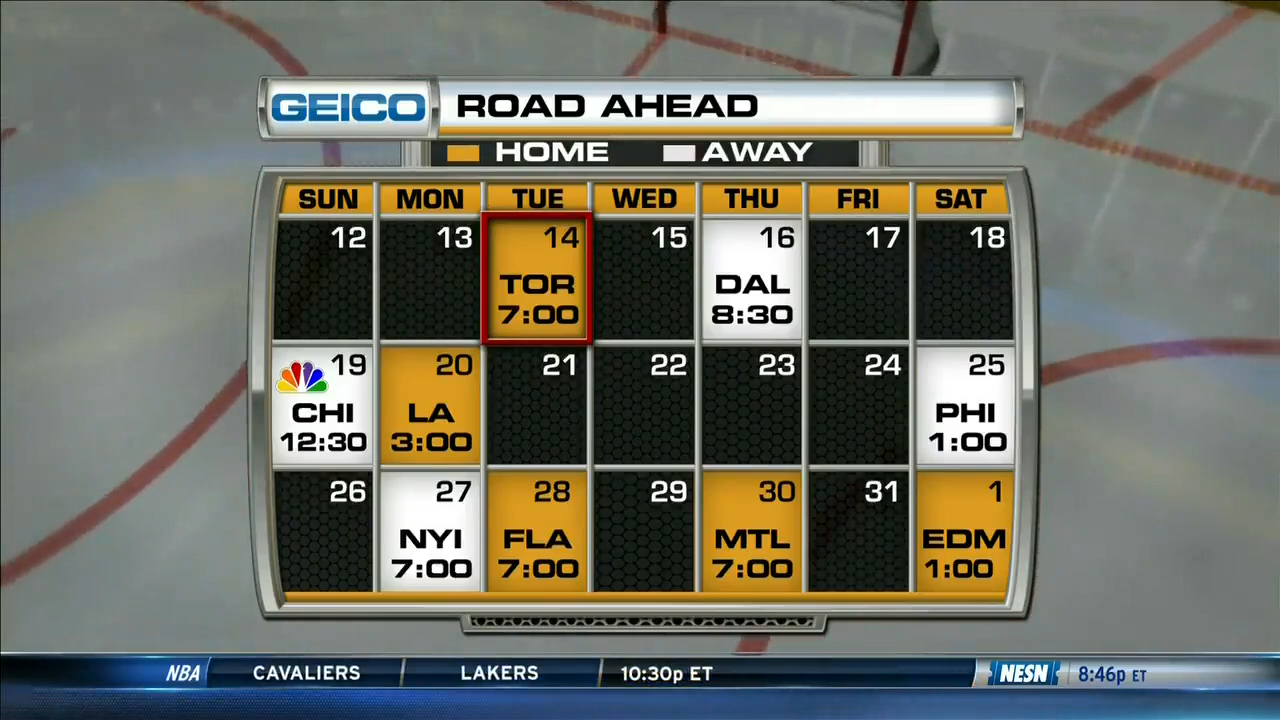 GEICO ROAD AHEAD
HOME AWAY
SUN MON TUE WED THU FRI SAT
12 13 14 15 16 17 18
TOR DAL
7:00 8:30
19 20 21 22 23 24 25
CHI LA PHI
12:30 3:00 1:00
26 27 28 29 30 31 1
NYI FLA MTL EDM
7:00 7:00 7:00 1:00
NBA CAVALIERS LAKERS 10:30p ET NESN 8:46p ET